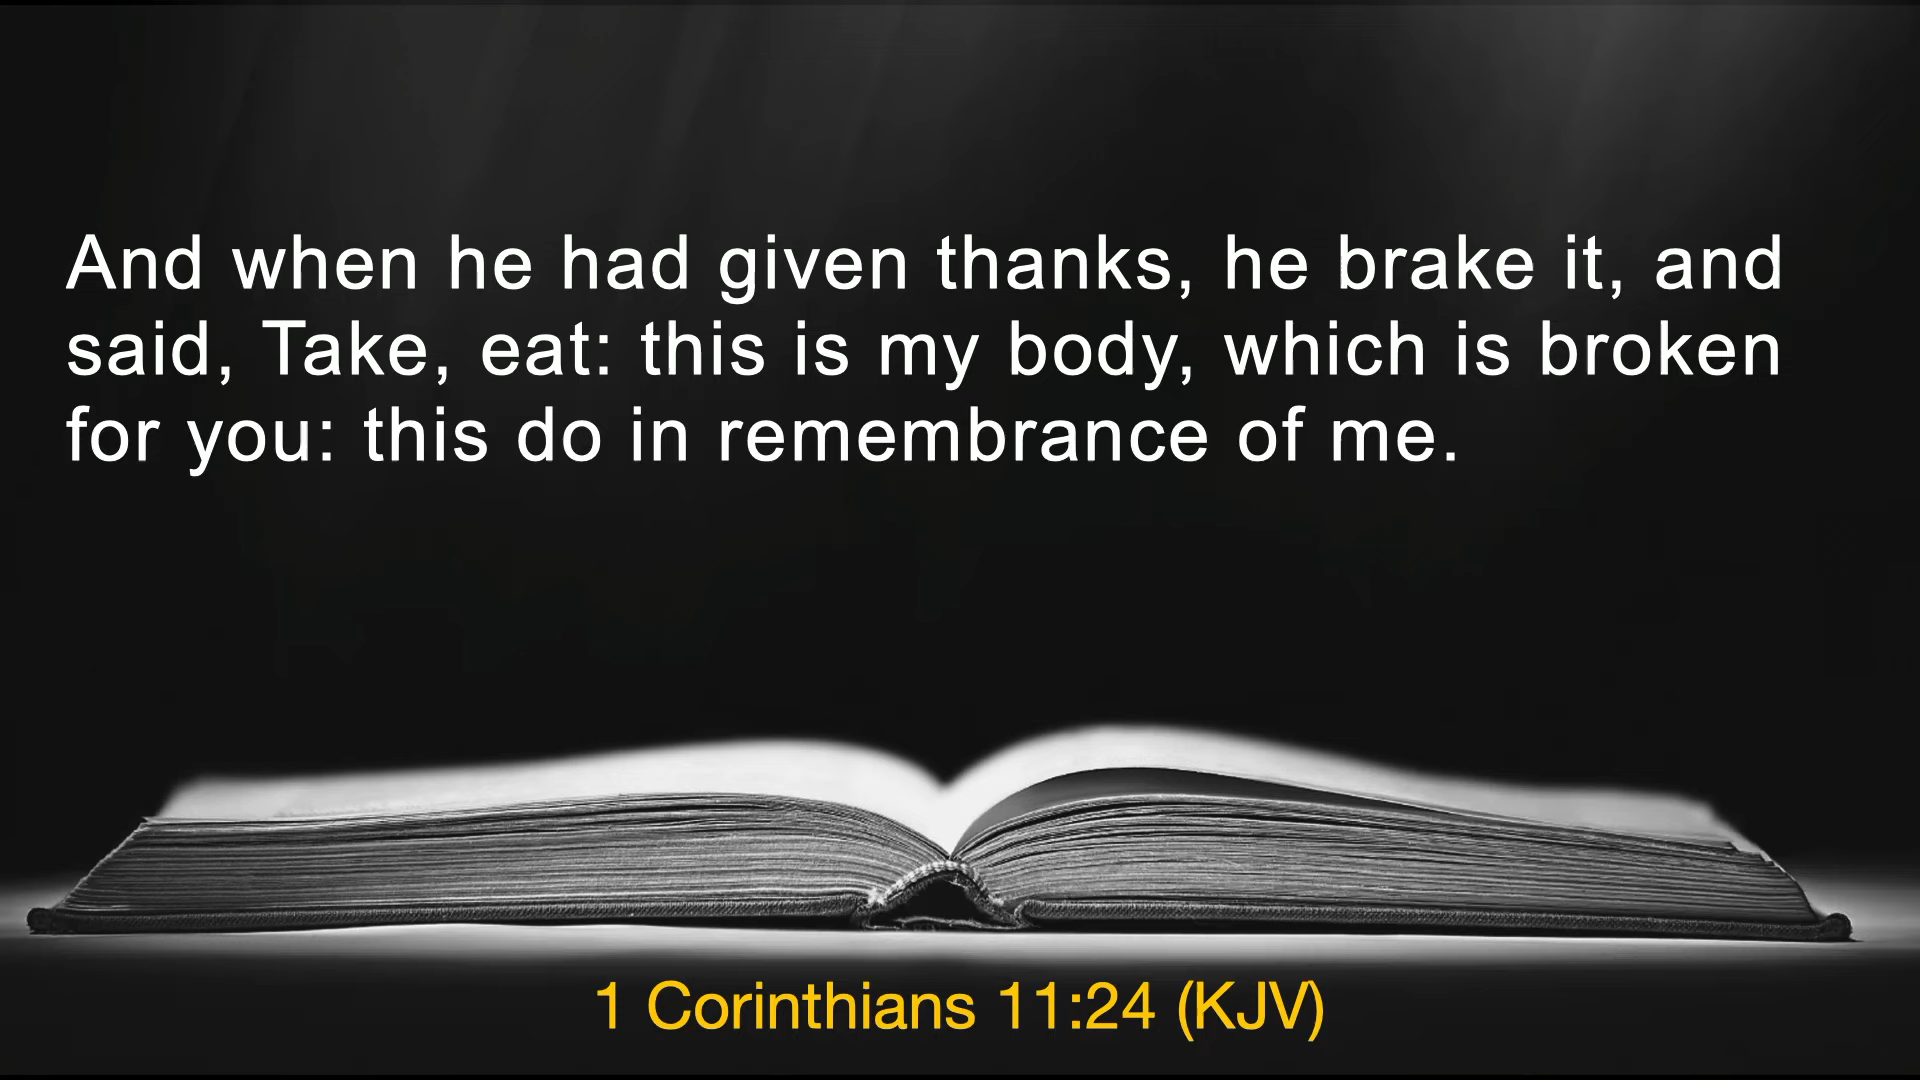 And when he had given thanks, he brake it, and
said, Take, eat: this is my body, which is broken
for you: this do in remembrance of me.
1 Corinthians 11:24 (KJV)